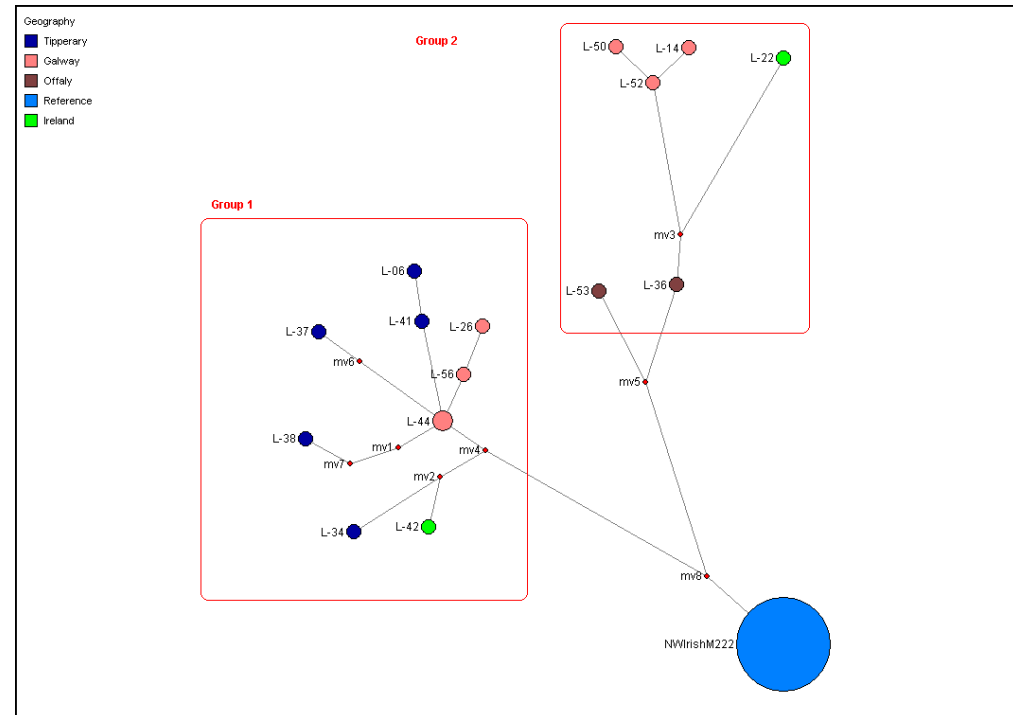 Geography
Tipperary
Galway
Offaly
Reference
Ireland
Group 2
L-50
L-14
L-22
L-52
Group 1
mv3
L-06
L-53
L-36
L-41
L-37
L-26
mv6
L-56
mv5
L-44
L-38
mv1
mv4
mv7
mv2
L-34
L-42
mv8
NWIrishM222